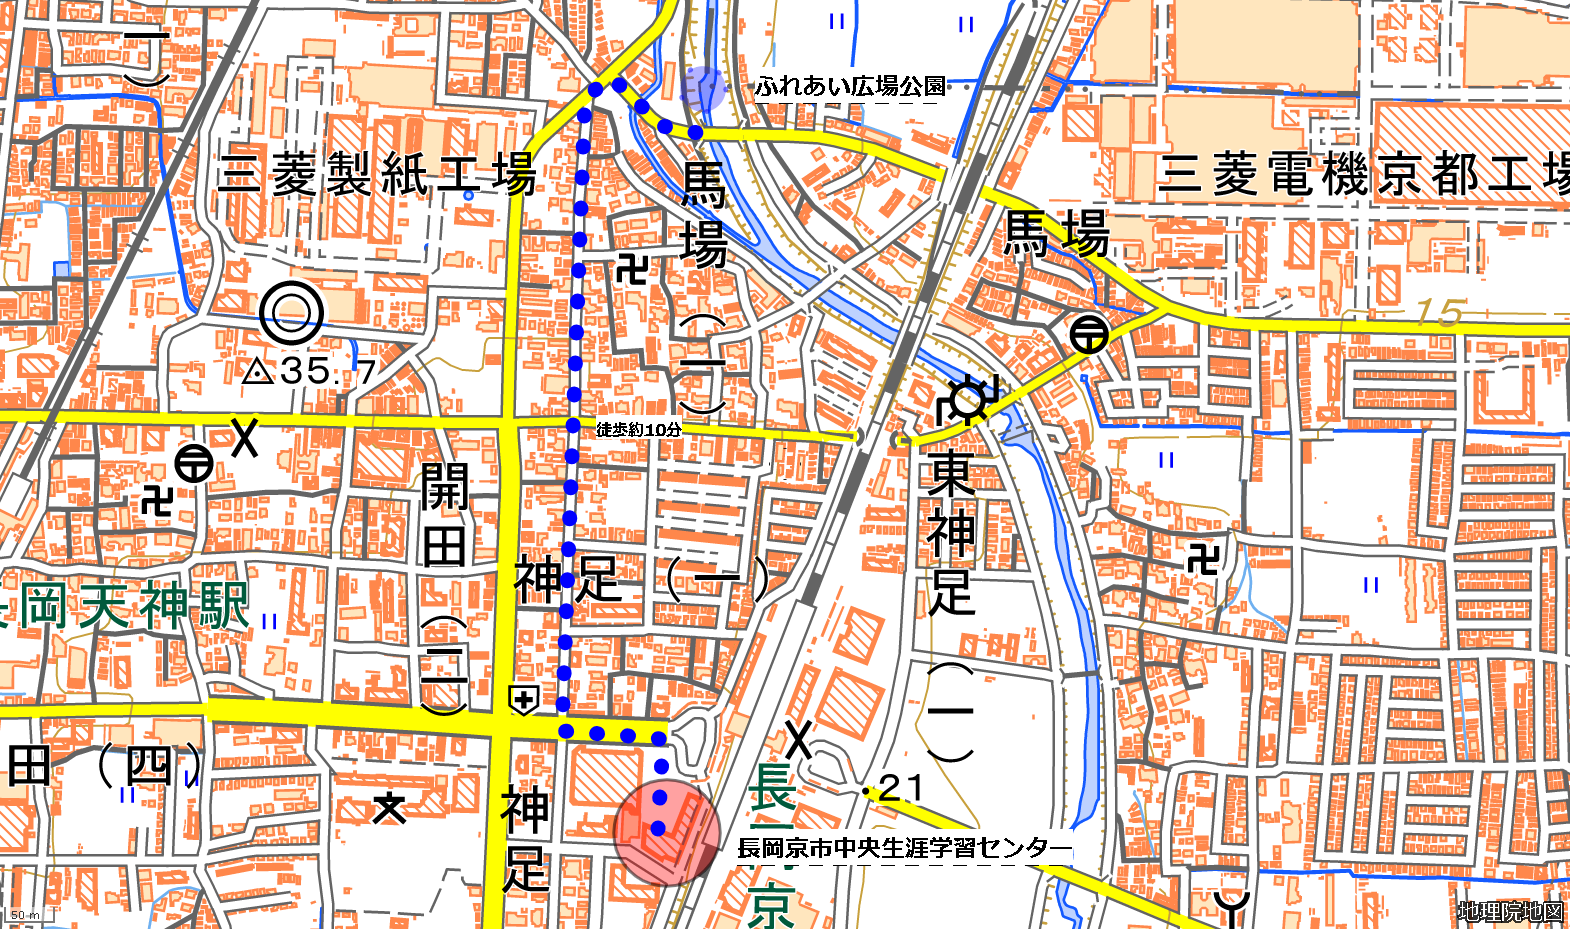 （一）
ふれあい広場公園
三菱製紙工場
馬場（一）
三菱電機京都工場
馬場
15
35.7
徒歩約10分
開田（三）
東神足（一）
神足（一）
長岡天神駅
田（四）
神足
21
長岡京
長岡京市中央生涯学習センター
50 m
地理院地図